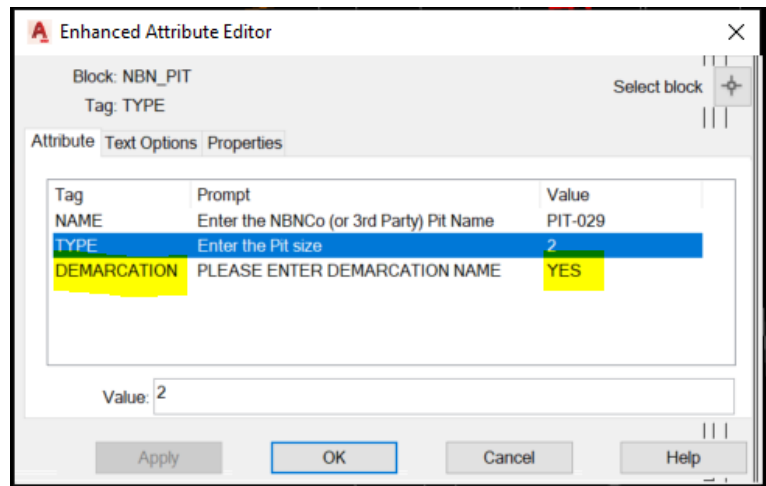 Enhanced Attribute Editor
Block: NBN_PIT
Select block
Tag: TYPE
Attribute Text Options Properties
Tag Prompt Value
NAME Enter the NBNCo (or 3rd Party) Pit Name PIT-029
TYPE Enter the Pit size 2
DEMARCATION PLEASE ENTER DEMARCATION NAME YES
Value: 2
Apply OK Cancel Help